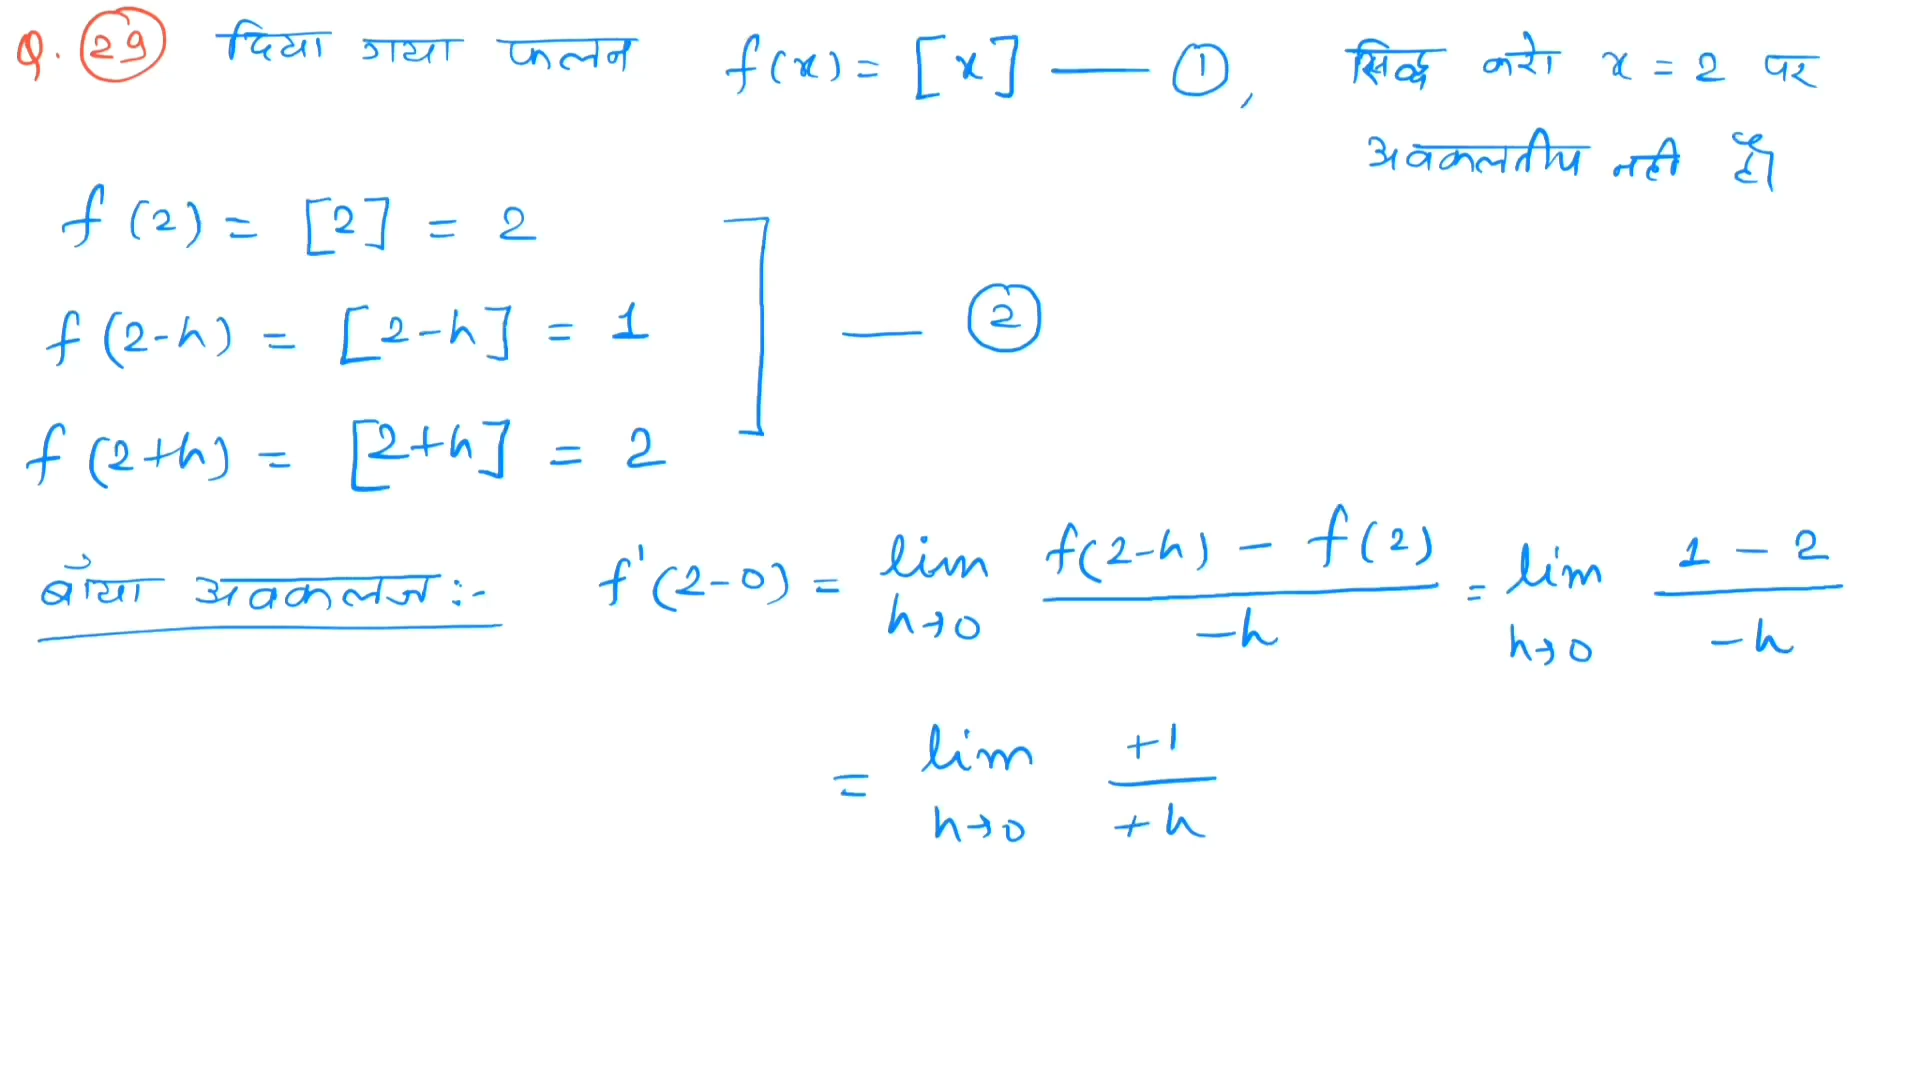 Q. 29 दिया गया फलन f(x) = [x] — 1, सिद्ध करो x = 2 पर
अवकलनीय नही है।
f(2) = [2] = 2
f(2-h) = [2-h] = 1
] — 2
f(2+h) = [2+h] = 2
बाँया अवकलज :- f'(2-0) = lim h→0 f(2-h) - f(2) / -h = lim h→0 1 - 2 / -h
= lim h→0 +1 / +h